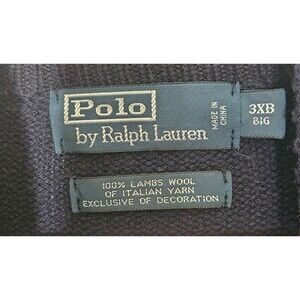 Polo
by Ralph Lauren
MADE IN
CHINA
3XB
BIG
100% LAMBS WOOL
OF ITALIAN YARN
EXCLUSIVE OF DECORATION